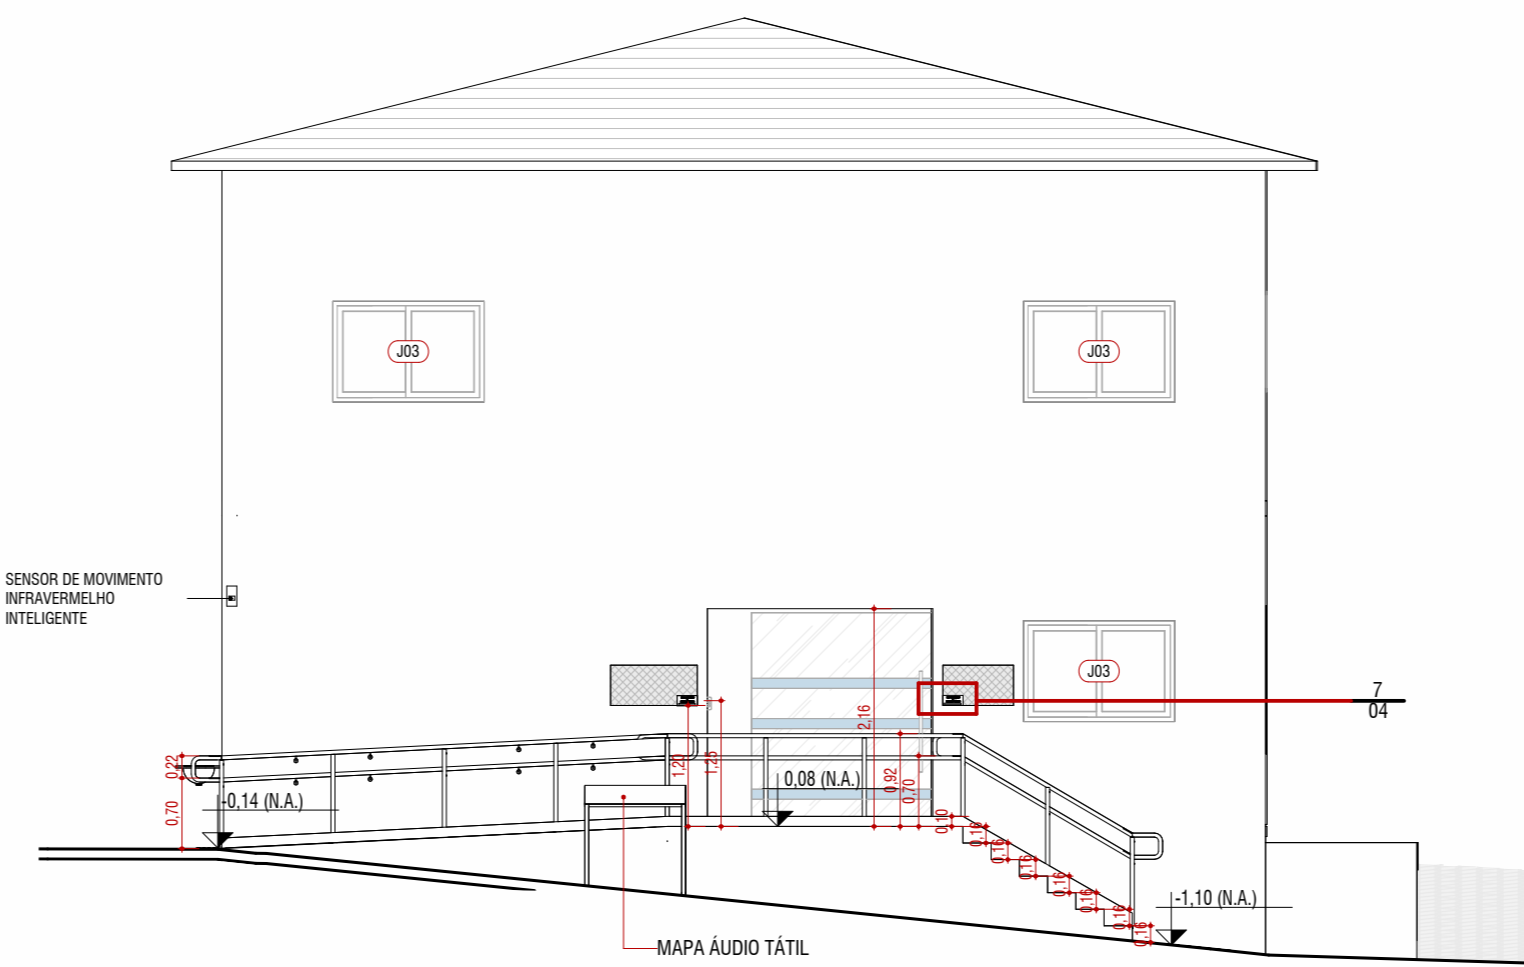 J03
J03
SENSOR DE MOVIMENTO
INFRAVERMELHO
INTELIGENTE
J03
7
04
2,16
1,20
1,25
0,22
0,70
-0,14 (N.A.)
0,08 (N.A.)
0,92
0,70
0,10
0,16
0,16
0,16
0,16
0,16
0,16
0,16
-1,10 (N.A.)
MAPA ÁUDIO TÁTIL